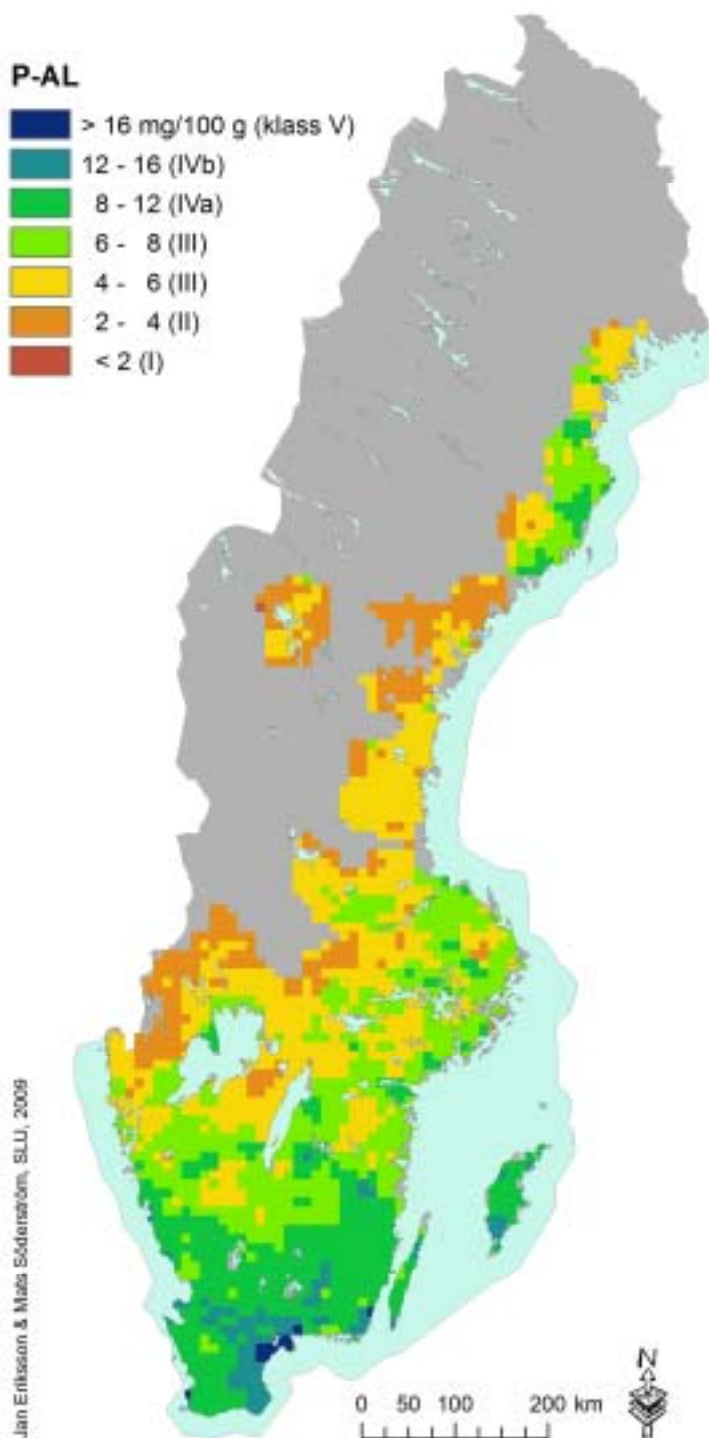 P-AL
> 16 mg/100 g (klass V)
12 - 16 (IVb)
8 - 12 (IVa)
6 - 8 (III)
4 - 6 (III)
2 - 4 (II)
< 2 (I)
Jan Eriksson & Mats Söderström, SLU, 2009
N
0 50 100 200 km